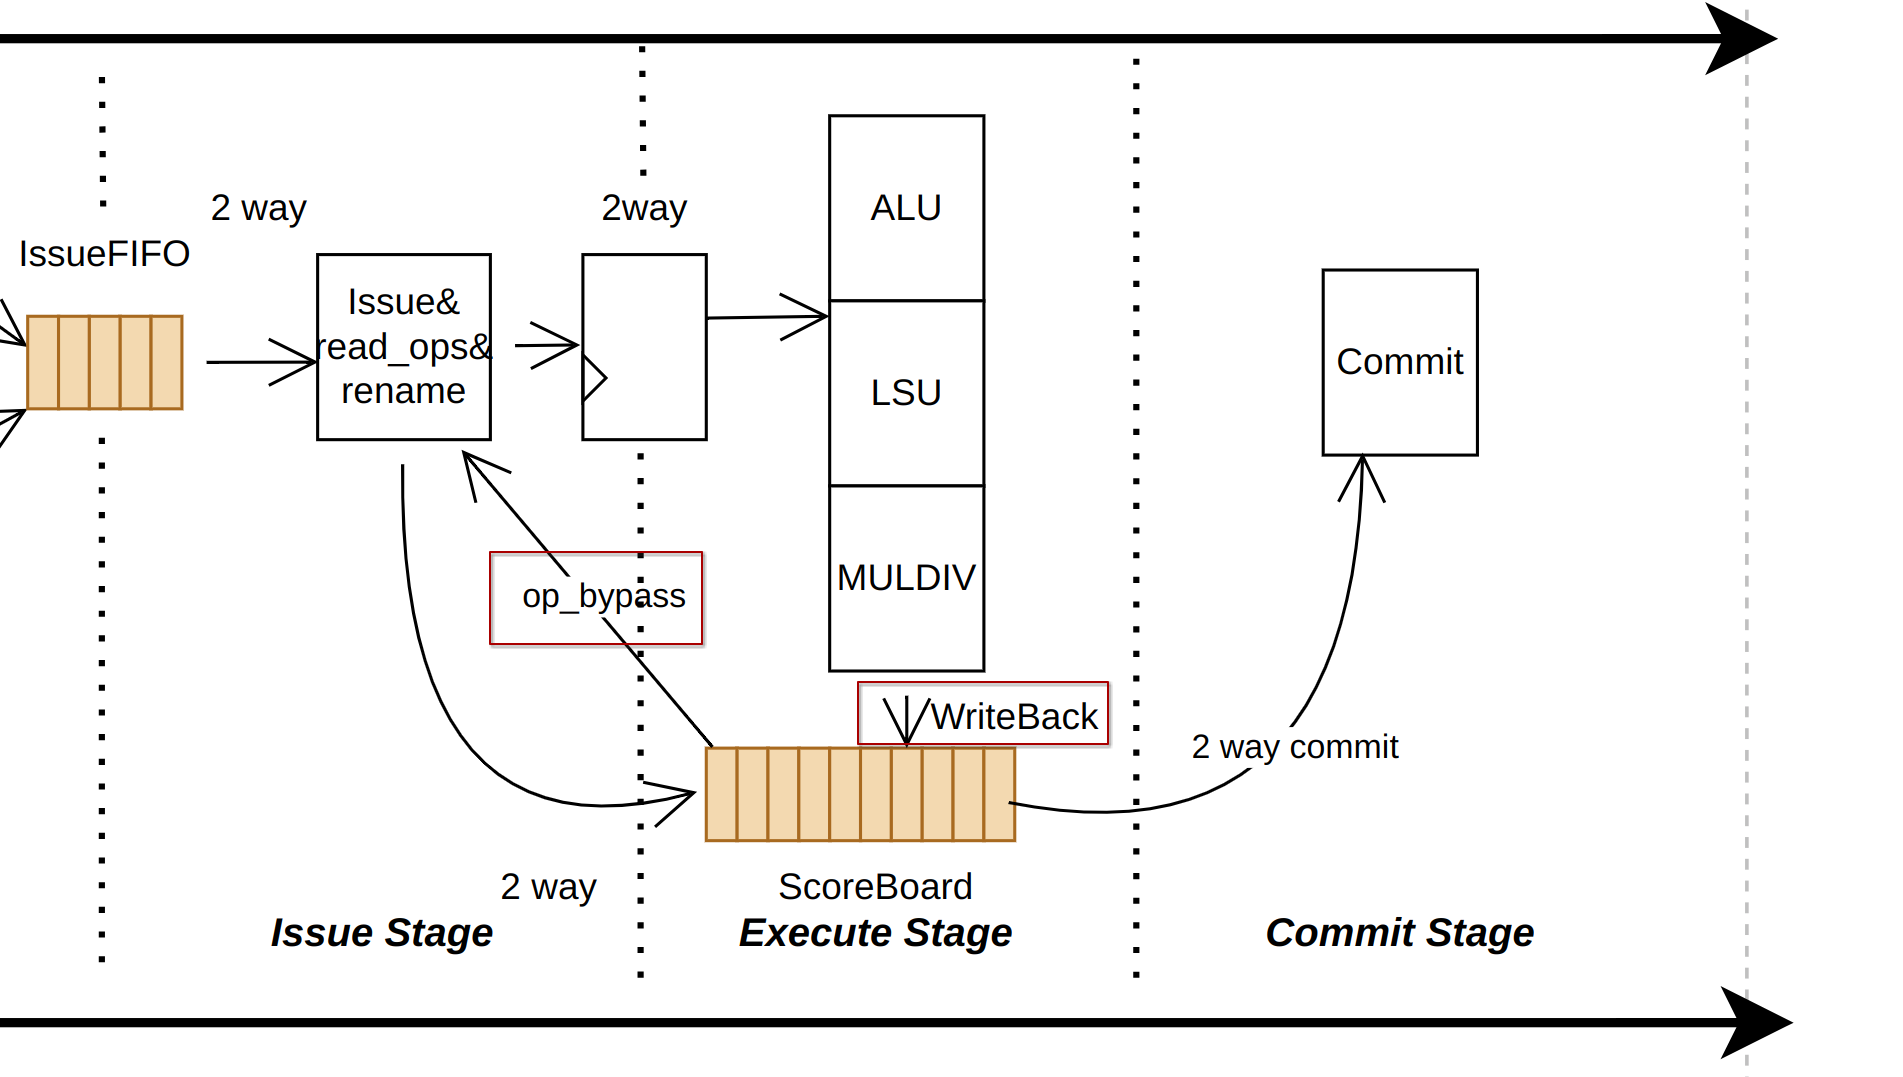 2 way
2way
IssueFIFO
Issue&
read_ops&
rename
ALU
LSU
MULDIV
Commit
op_bypass
WriteBack
2 way commit
2 way
ScoreBoard
Issue Stage
Execute Stage
Commit Stage